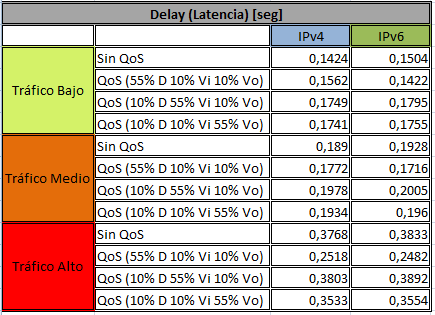 Delay (Latencia) [seg]
IPv4 IPv6
Tráfico Bajo
Sin QoS 0,1424 0,1504
QoS (55% D 10% Vi 10% Vo) 0,1562 0,1422
QoS (10% D 55% Vi 10% Vo) 0,1749 0,1795
QoS (10% D 10% Vi 55% Vo) 0,1741 0,1755
Tráfico Medio
Sin QoS 0,189 0,1928
QoS (55% D 10% Vi 10% Vo) 0,1772 0,1716
QoS (10% D 55% Vi 10% Vo) 0,1978 0,2005
QoS (10% D 10% Vi 55% Vo) 0,1934 0,196
Tráfico Alto
Sin QoS 0,3768 0,3833
QoS (55% D 10% Vi 10% Vo) 0,2518 0,2482
QoS (10% D 55% Vi 10% Vo) 0,3803 0,3892
QoS (10% D 10% Vi 55% Vo) 0,3533 0,3554